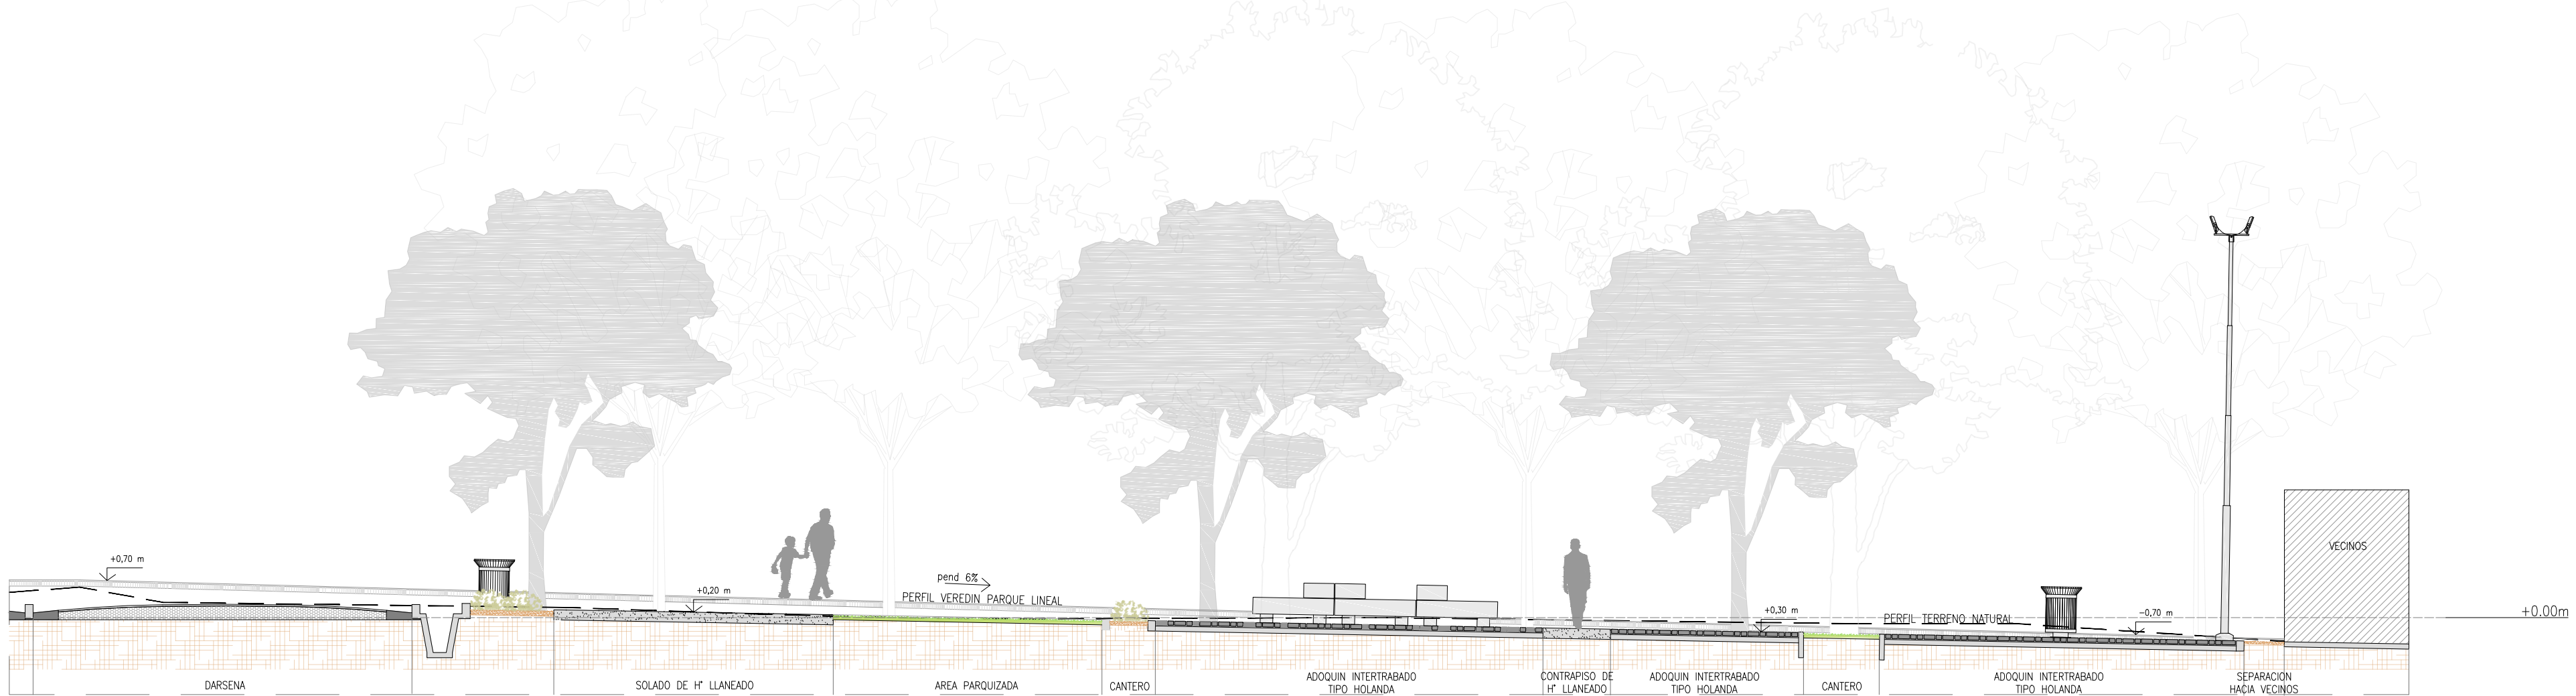 +0,70 m
pend 6%
+0,20 m
PERFIL VEREDIN PARQUE LINEAL
+0,30 m
PERFIL TERRENO NATURAL
-0,70 m
VECINOS
+0.00m
DARSENA
SOLADO DE H° LLANEADO
AREA PARQUIZADA
CANTERO
ADOQUIN INTERTRABADO
TIPO HOLANDA
CONTRAPISO DE
H° LLANEADO
ADOQUIN INTERTRABADO
TIPO HOLANDA
CANTERO
ADOQUIN INTERTRABADO
TIPO HOLANDA
SEPARACION
HACIA VECINOS